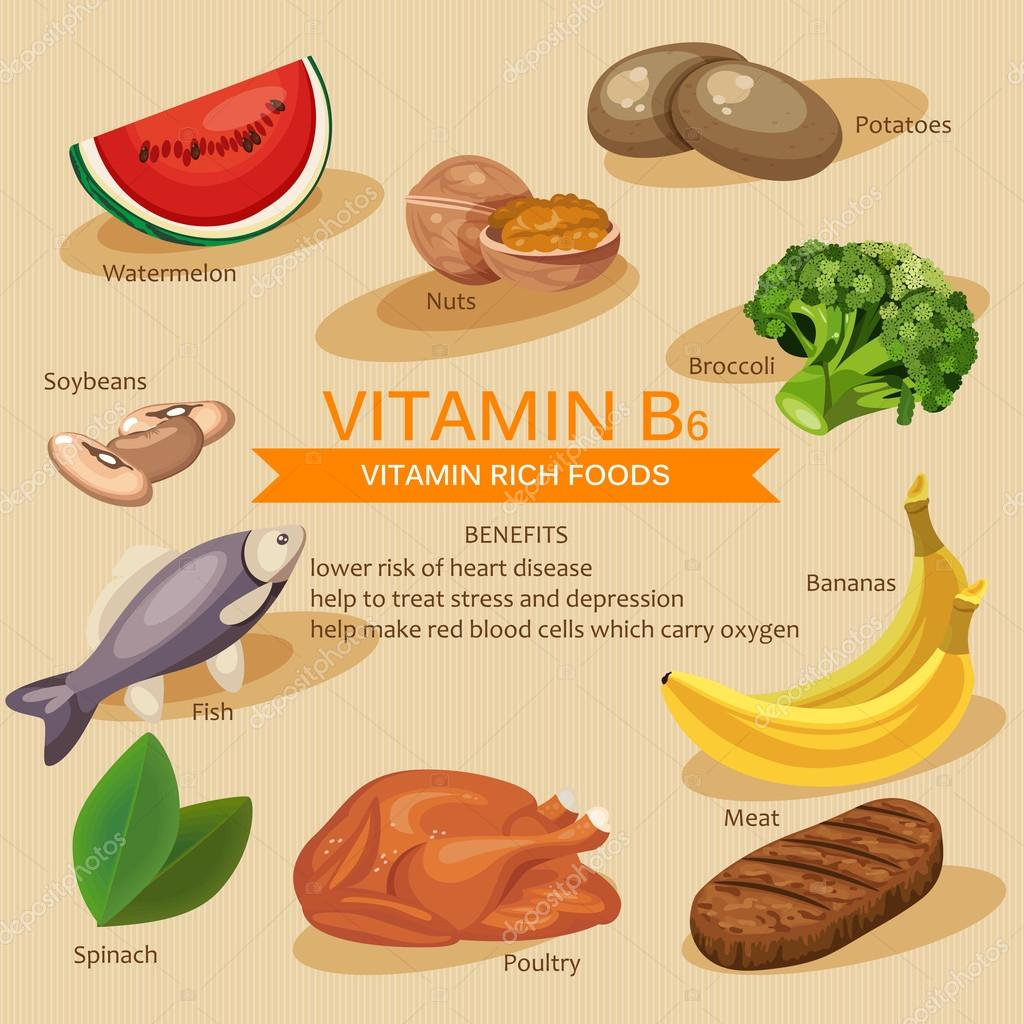 Potatoes
Watermelon
Nuts
Broccoli
Soybeans
VITAMIN B6
VITAMIN RICH FOODS
BENEFITS
lower risk of heart disease
help to treat stress and depression
help make red blood cells which carry oxygen
Bananas
Fish
Meat
Spinach
Poultry
depositphotos